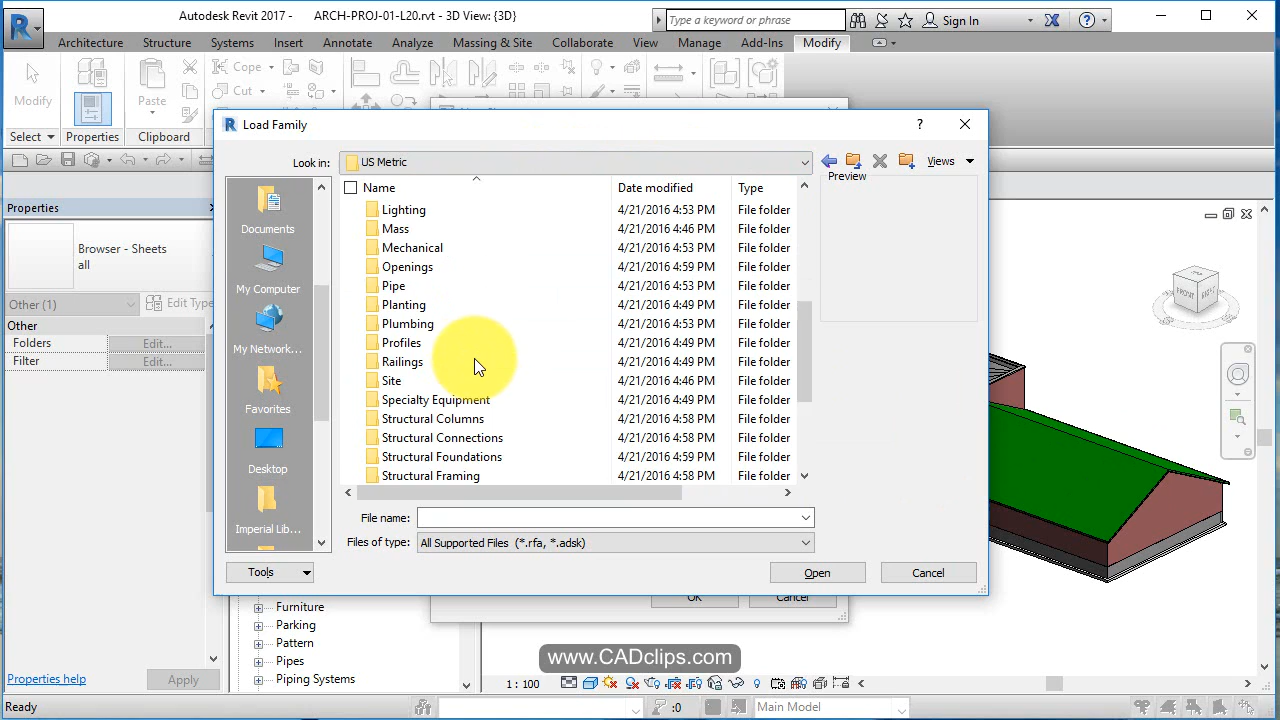 Autodesk Revit 2017 - ARCH-PROJ-01-L20.rvt - 3D View: {3D}
Type a keyword or phrase
Sign In
Architecture Structure Systems Insert Annotate Analyze Massing & Site Collaborate View Manage Add-Ins Modify
Cope
Cut
Modify
Paste
Select Properties Clipboard
Load Family
Look in: US Metric
Views
Preview
Name Date modified Type
Lighting 4/21/2016 4:53 PM File folder
Mass 4/21/2016 4:46 PM File folder
Mechanical 4/21/2016 4:53 PM File folder
Openings 4/21/2016 4:59 PM File folder
Pipe 4/21/2016 4:53 PM File folder
Planting 4/21/2016 4:49 PM File folder
Plumbing 4/21/2016 4:53 PM File folder
Profiles 4/21/2016 4:49 PM File folder
Railings 4/21/2016 4:49 PM File folder
Site 4/21/2016 4:46 PM File folder
Specialty Equipment 4/21/2016 4:49 PM File folder
Structural Columns 4/21/2016 4:58 PM File folder
Structural Connections 4/21/2016 4:58 PM File folder
Structural Foundations 4/21/2016 4:59 PM File folder
Structural Framing 4/21/2016 4:58 PM File folder
Documents
My Computer
My Network...
Favorites
Desktop
Imperial Lib...
File name:
Files of type: All Supported Files (*.rfa, *.adsk)
Tools
Open
Cancel
OK
Cancel
Properties
Browser - Sheets
all
Other (1)
Edit Type
Other
Folders Edit...
Filter Edit...
Properties help
Apply
Furniture
Parking
Pattern
Pipes
Piping Systems
FRONT
www.CADclips.com
1 : 100
Ready
:0
Main Model